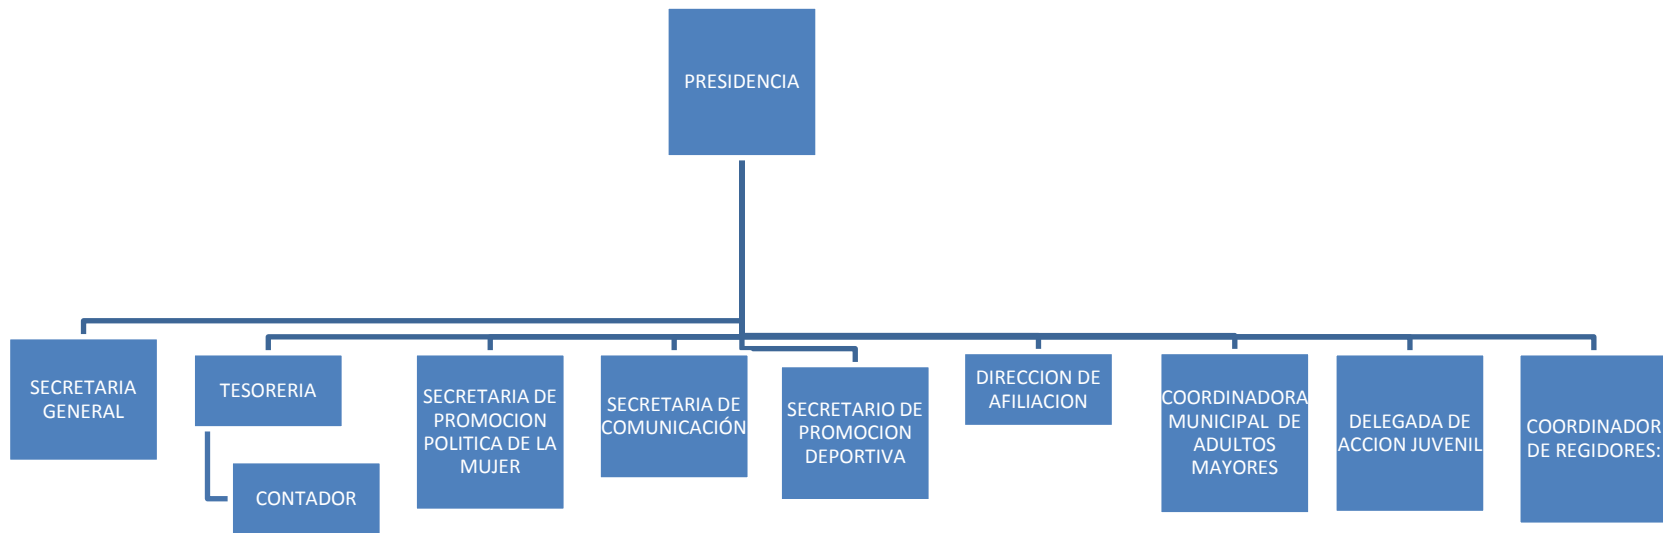 PRESIDENCIA
SECRETARIA
GENERAL
TESORERIA
CONTADOR
SECRETARIA DE
PROMOCION
POLITICA DE LA
MUJER
SECRETARIA DE
COMUNICACIÓN
SECRETARIO DE
PROMOCION
DEPORTIVA
DIRECCION DE
AFILIACION
COORDINADORA
MUNICIPAL DE
ADULTOS
MAYORES
DELEGADA DE
ACCION JUVENIL
COORDINADOR
DE REGIDORES: